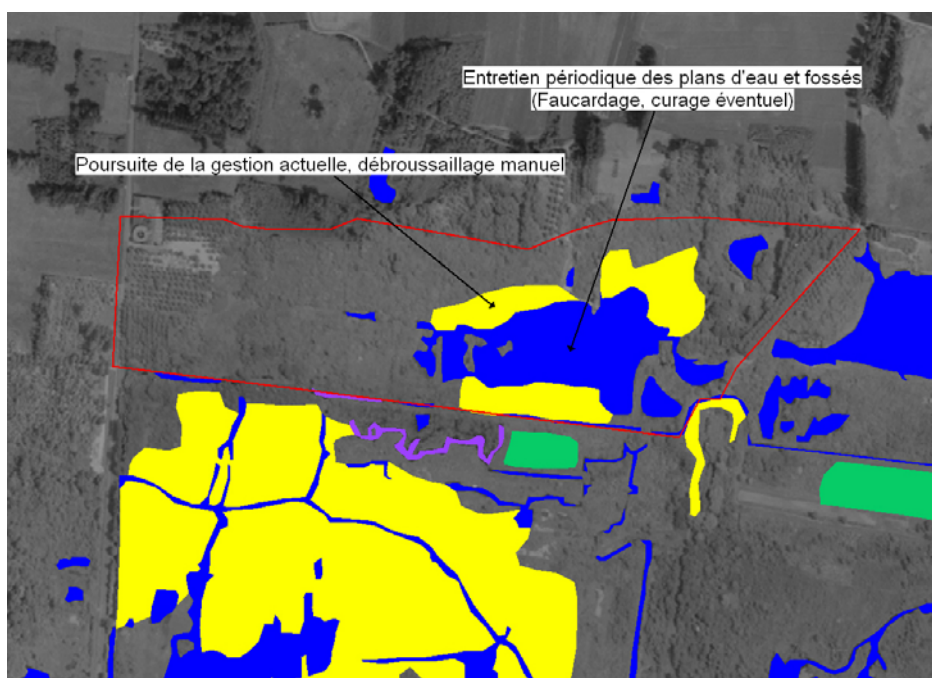 Entretien périodique des plans d'eau et fossés
(Faucardage, curage éventuel)
Poursuite de la gestion actuelle, débroussaillage manuel